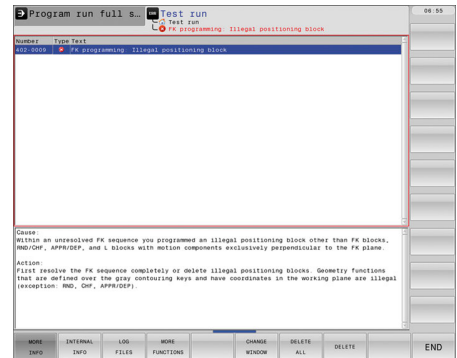 Program run full s…
Test run
Test run
FK programming: Illegal positioning block
06:55
Number Type Text
402-0009 FK programming: Illegal positioning block
Cause:
Within an unresolved FK sequence you programmed an illegal positioning block other than FK blocks,
RND/CHF, APPR/DEP, and L blocks with motion components exclusively perpendicular to the FK plane.
Action:
First resolve the FK sequence completely or delete illegal positioning blocks. Geometry functions
that are defined over the gray contouring keys and have coordinates in the working plane are illegal
(exception: RND, CHF, APPR/DEP).
MORE INFO
INTERNAL INFO
LOG FILES
MORE FUNCTIONS
CHANGE WINDOW
DELETE ALL
DELETE
END